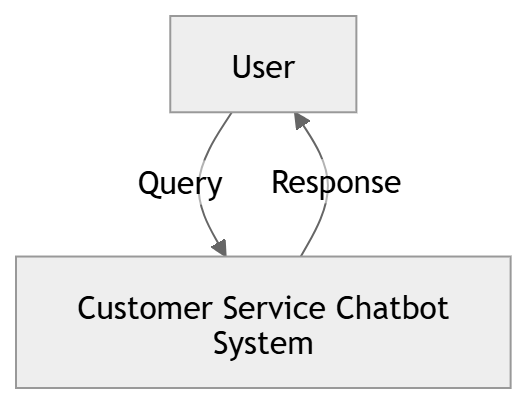 User
Query
Response
Customer Service Chatbot
System